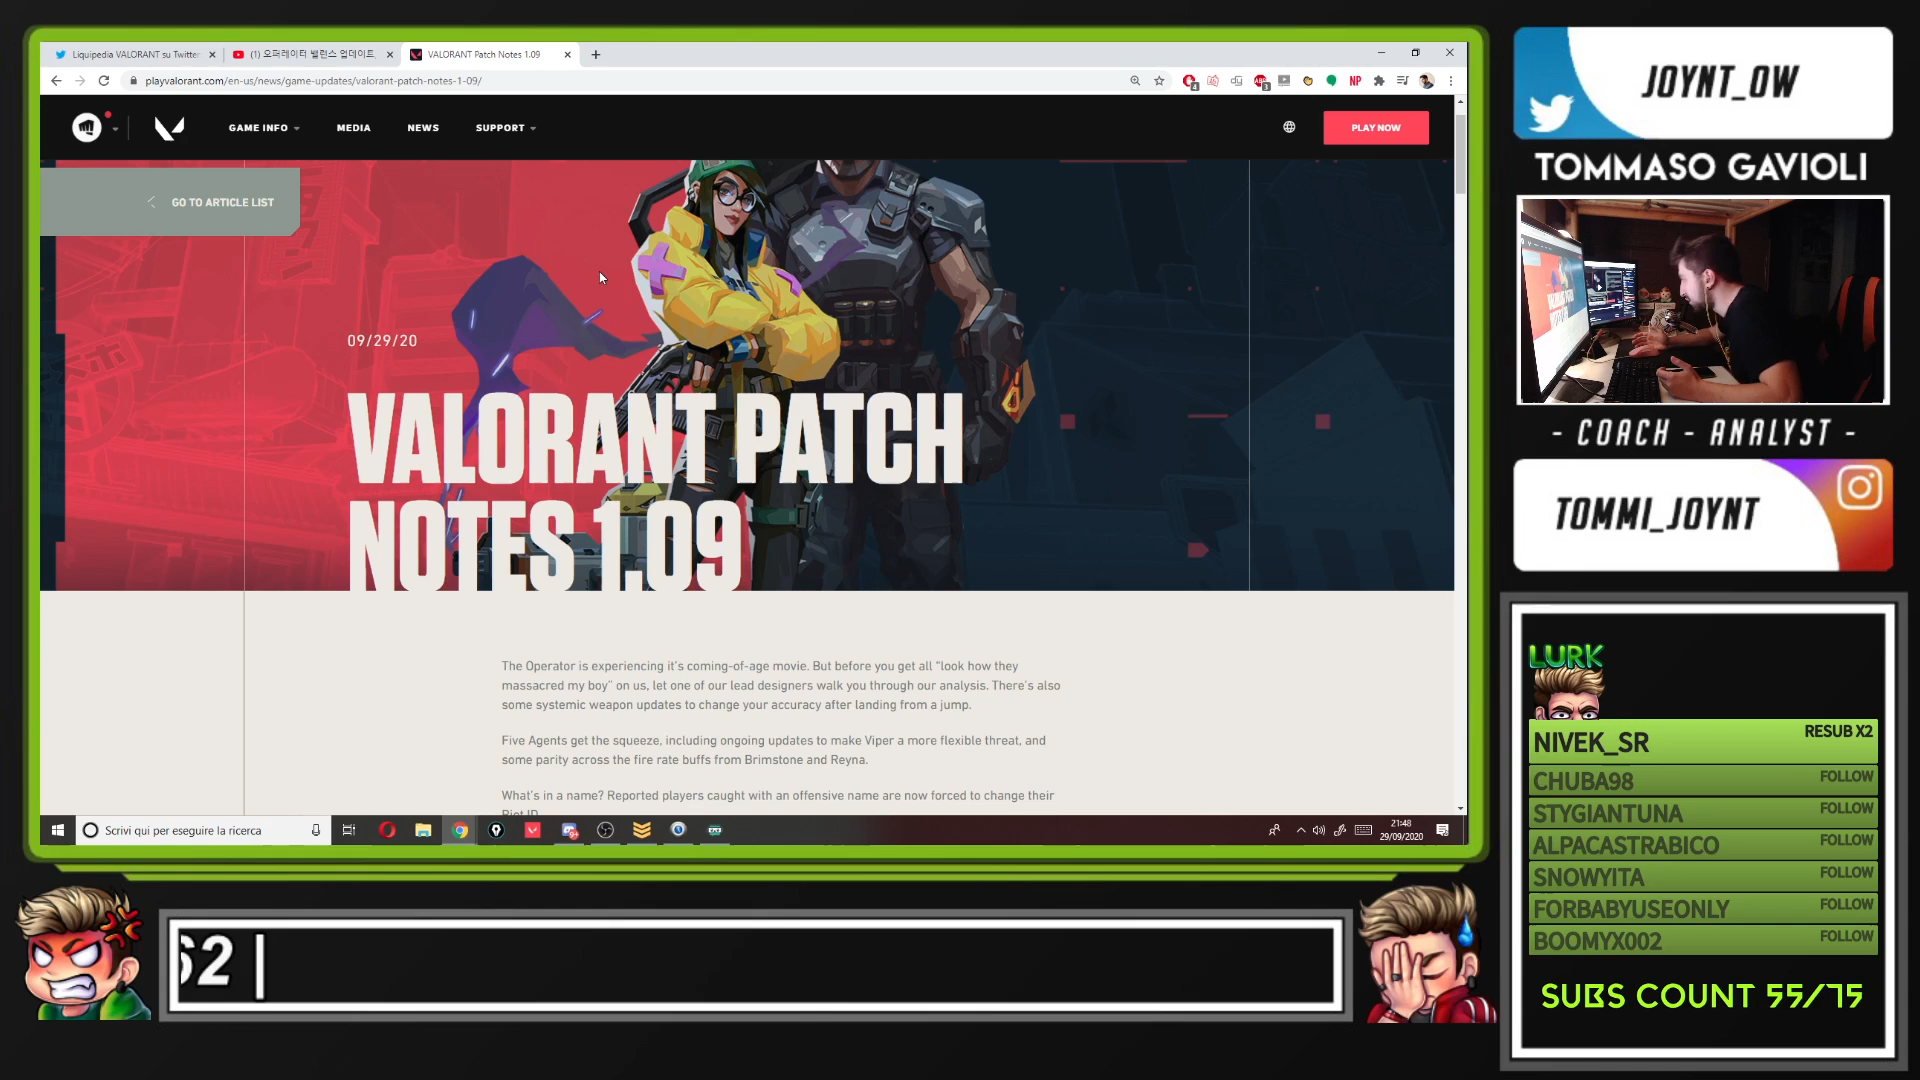 Liquipedia VALORANT su Twitter
(1) 오퍼레이터 밸런스 업데이트
VALORANT Patch Notes 1.09
playvalorant.com/en-us/news/game-updates/valorant-patch-notes-1-09/
NP
GAME INFO
MEDIA
NEWS
SUPPORT
PLAY NOW
GO TO ARTICLE LIST
09/29/20
VALORANT PATCH
NOTES 1.09
The Operator is experiencing it's coming-of-age movie. But before you get all "look how they
massacred my boy" on us, let one of our lead designers walk you through our analysis. There's also
some systemic weapon updates to change your accuracy after landing from a jump.
Five Agents get the squeeze, including ongoing updates to make Viper a more flexible threat, and
some parity across the fire rate buffs from Brimstone and Reyna.
What's in a name? Reported players caught with an offensive name are now forced to change their
Riot ID
Scrivi qui per eseguire la ricerca
21:48
29/09/2020
JOYNT_OW
TOMMASO GAVIOLI
- COACH - ANALYST -
TOMMI_JOYNT
LURK
NIVEK_SR RESUB X2
CHUBA98 FOLLOW
STYGIANTUNA FOLLOW
ALPACASTRABICO FOLLOW
SNOWYITA FOLLOW
FORBABYUSEONLY FOLLOW
BOOMYX002 FOLLOW
SUBS COUNT 55/75
2 |